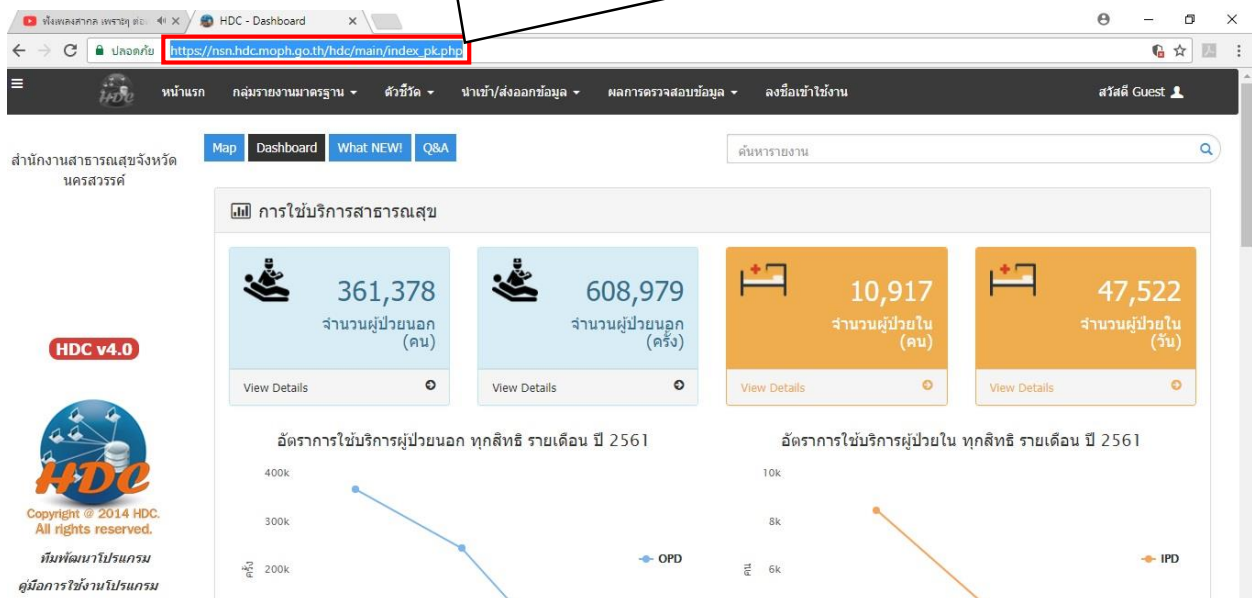 ฟังเพลงสากล เพราะๆ ต่อเ
HDC - Dashboard
ปลอดภัย
https://nsn.hdc.moph.go.th/hdc/main/index_pk.php
หน้าแรก กลุ่มรายงานมาตรฐาน ตัวชี้วัด นำเข้า/ส่งออกข้อมูล ผลการตรวจสอบข้อมูล ลงชื่อเข้าใช้งาน สวัสดี Guest
สำนักงานสาธารณสุขจังหวัด
นครสวรรค์
Map Dashboard What NEW! Q&A
ค้นหารายงาน
การใช้บริการสาธารณสุข
361,378
จำนวนผู้ป่วยนอก
(คน)
View Details
608,979
จำนวนผู้ป่วยนอก
(ครั้ง)
View Details
10,917
จำนวนผู้ป่วยใน
(คน)
View Details
47,522
จำนวนผู้ป่วยใน
(วัน)
View Details
HDC v4.0
HDC
Copyright @ 2014 HDC.
All rights reserved.
ทีมพัฒนาโปรแกรม
คู่มือการใช้งานโปรแกรม
อัตราการใช้บริการผู้ป่วยนอก ทุกสิทธิ รายเดือน ปี 2561
400k
300k
200k
ครั้ง
OPD
อัตราการใช้บริการผู้ป่วยใน ทุกสิทธิ รายเดือน ปี 2561
10k
8k
6k
คน
IPD